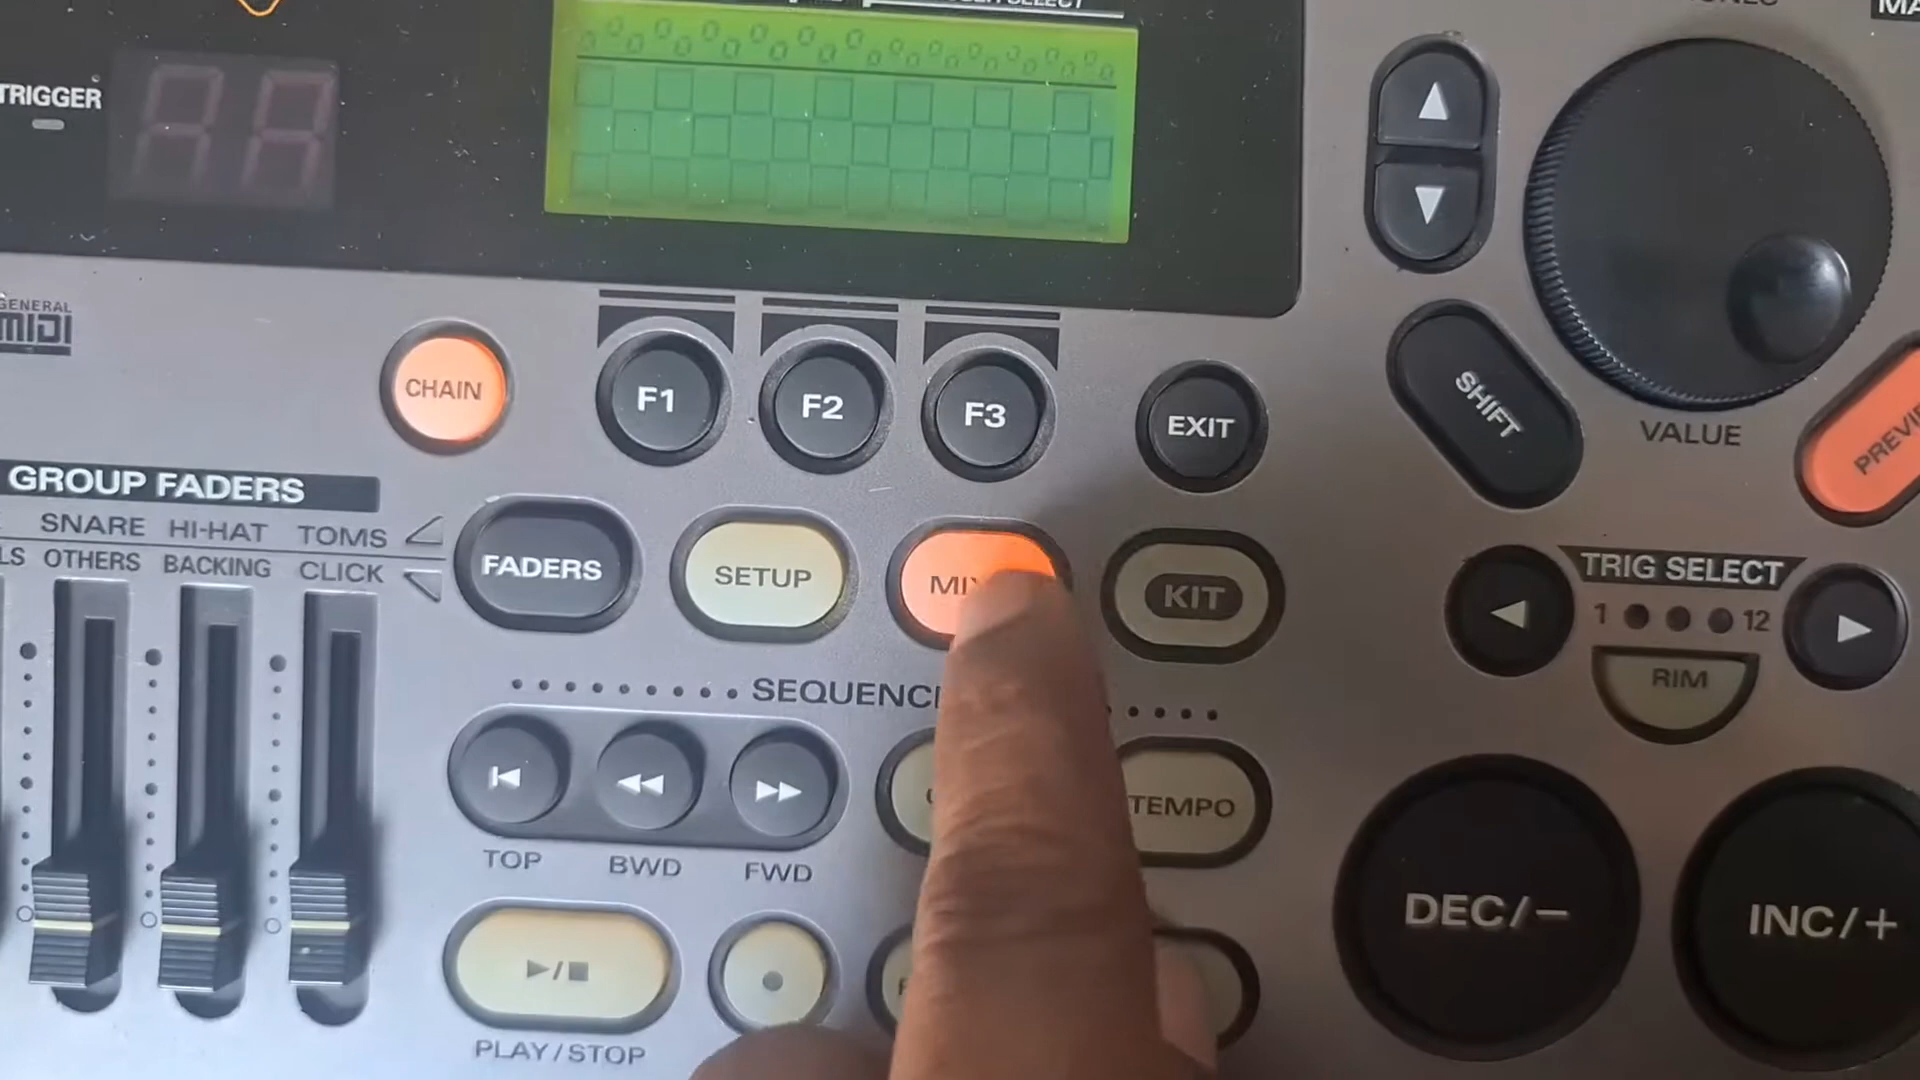 TRIGGER
GENERAL
MIDI
CHAIN
F1
F2
F3
EXIT
SHIFT
VALUE
GROUP FADERS
SNARE HI-HAT TOMS
OTHERS BACKING CLICK
FADERS
SETUP
KIT
TRIG SELECT
1 12
RIM
TEMPO
TOP BWD FWD
DEC/−
INC/+
PLAY/STOP